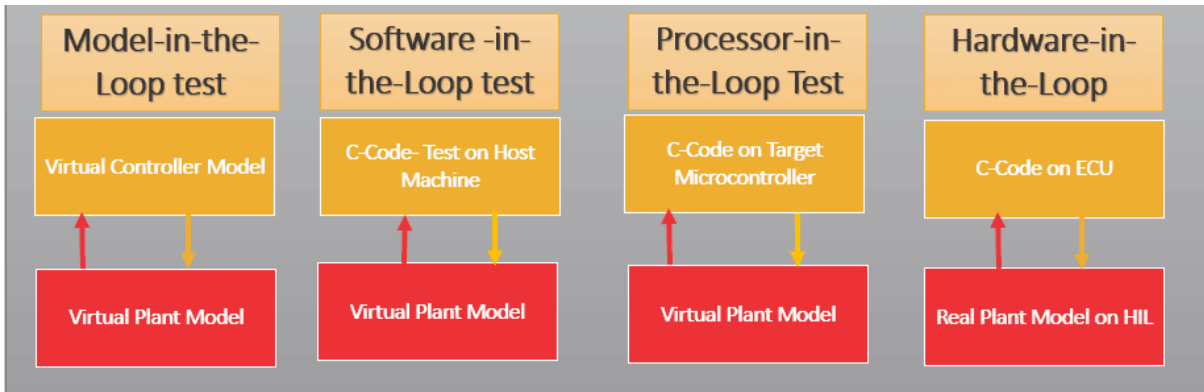 Model-in-the-
Loop test
Virtual Controller Model
Virtual Plant Model
Software -in-
the-Loop test
C-Code- Test on Host
Machine
Virtual Plant Model
Processor-in-
the-Loop Test
C-Code on Target
Microcontroller
Virtual Plant Model
Hardware-in-
the-Loop
C-Code on ECU
Real Plant Model on HIL